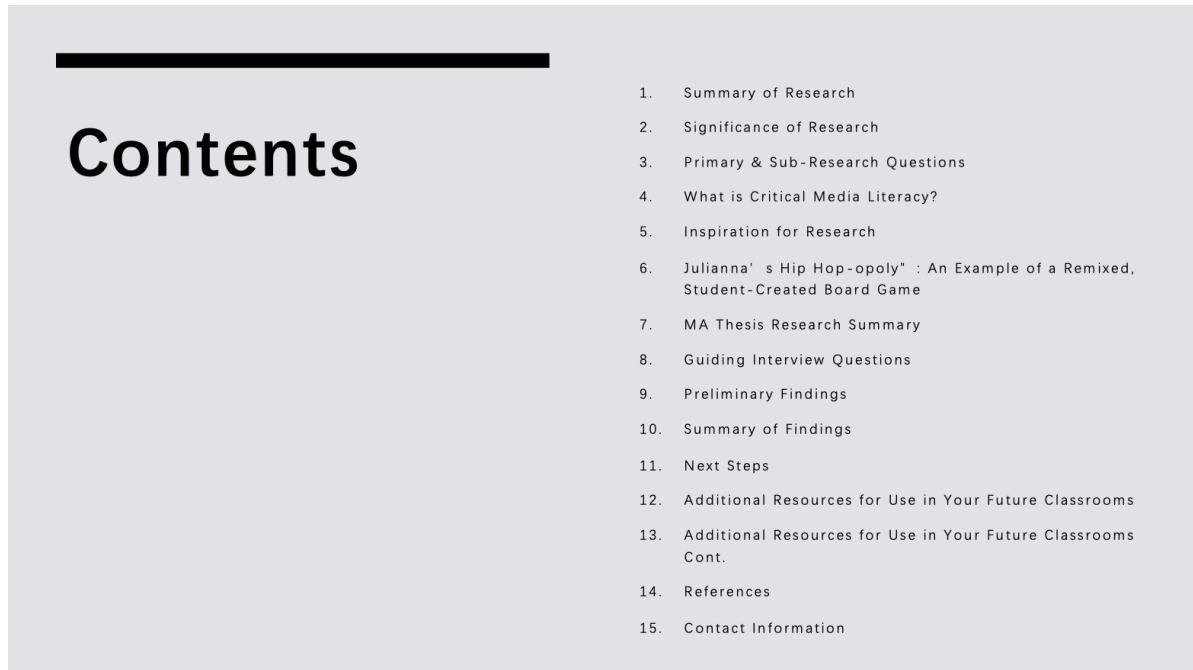 Contents
1. Summary of Research
2. Significance of Research
3. Primary & Sub-Research Questions
4. What is Critical Media Literacy?
5. Inspiration for Research
6. Julianna’ s Hip Hop-opoly” : An Example of a Remixed,
Student-Created Board Game
7. MA Thesis Research Summary
8. Guiding Interview Questions
9. Preliminary Findings
10. Summary of Findings
11. Next Steps
12. Additional Resources for Use in Your Future Classrooms
13. Additional Resources for Use in Your Future Classrooms
Cont.
14. References
15. Contact Information